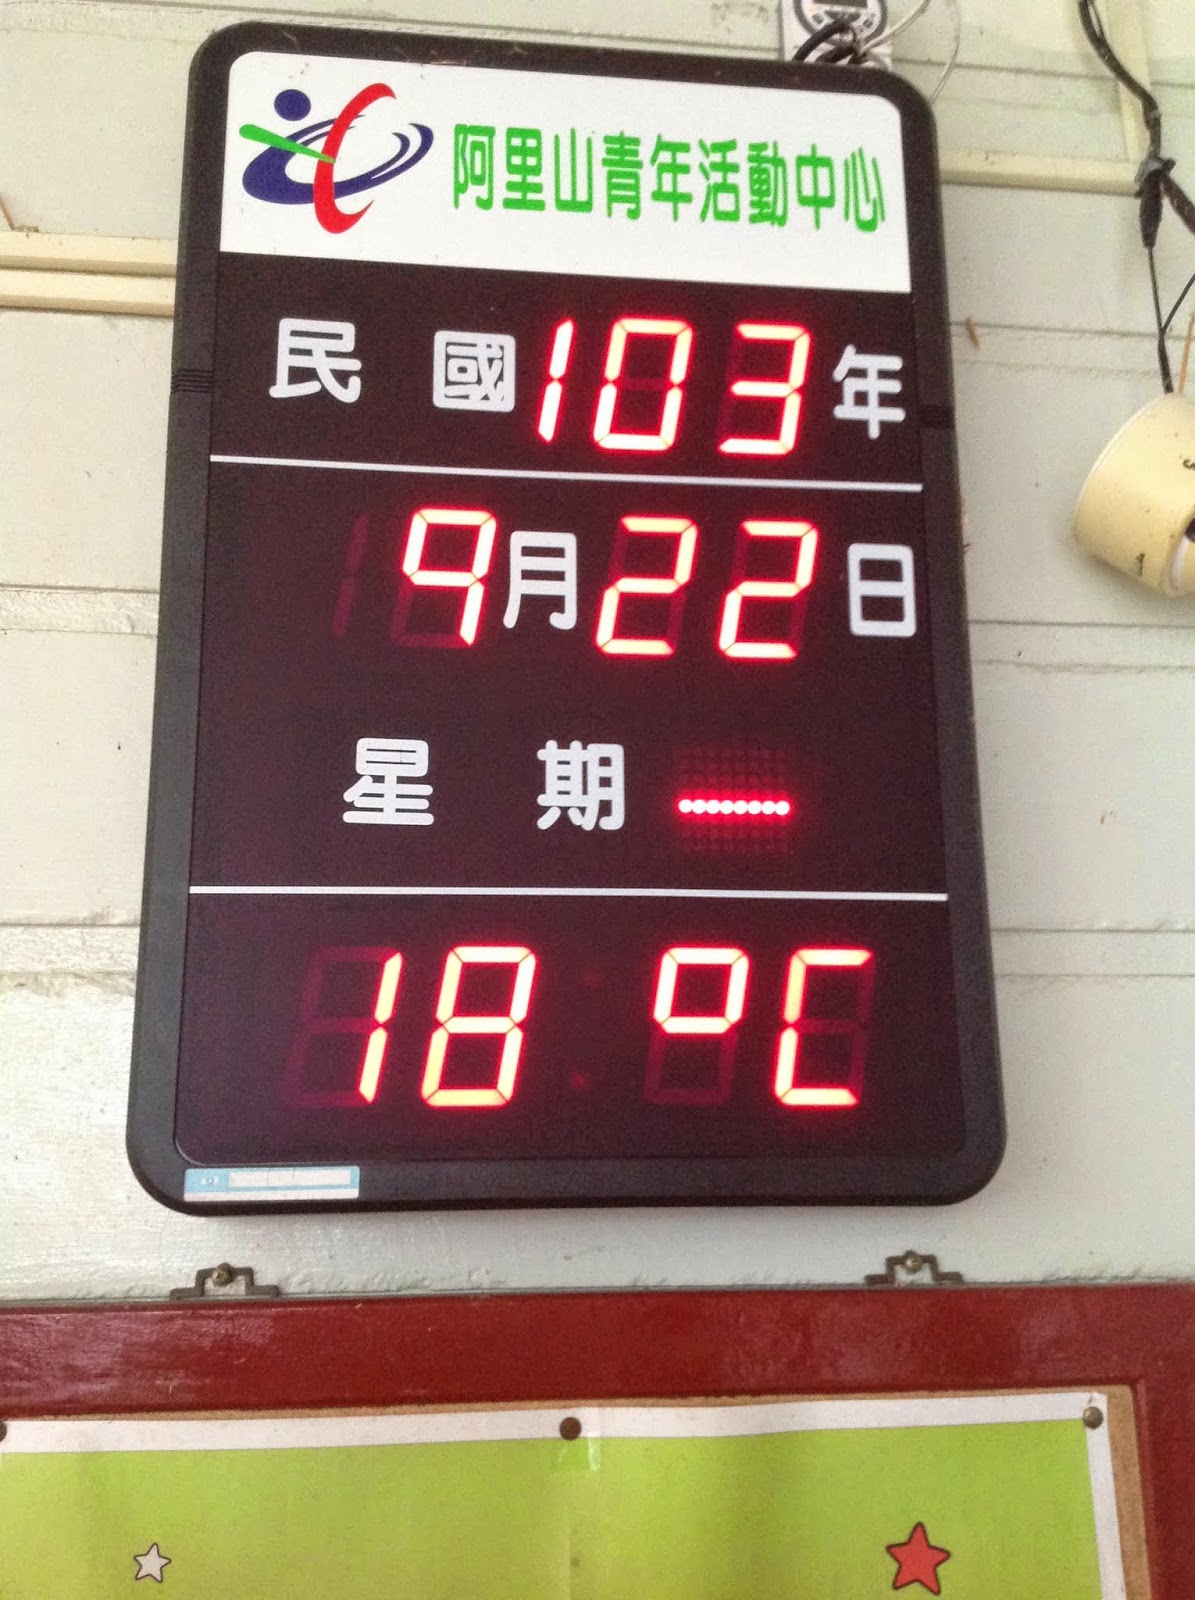 阿里山青年活動中心
民國103年
9月22日
星期一
18 °C